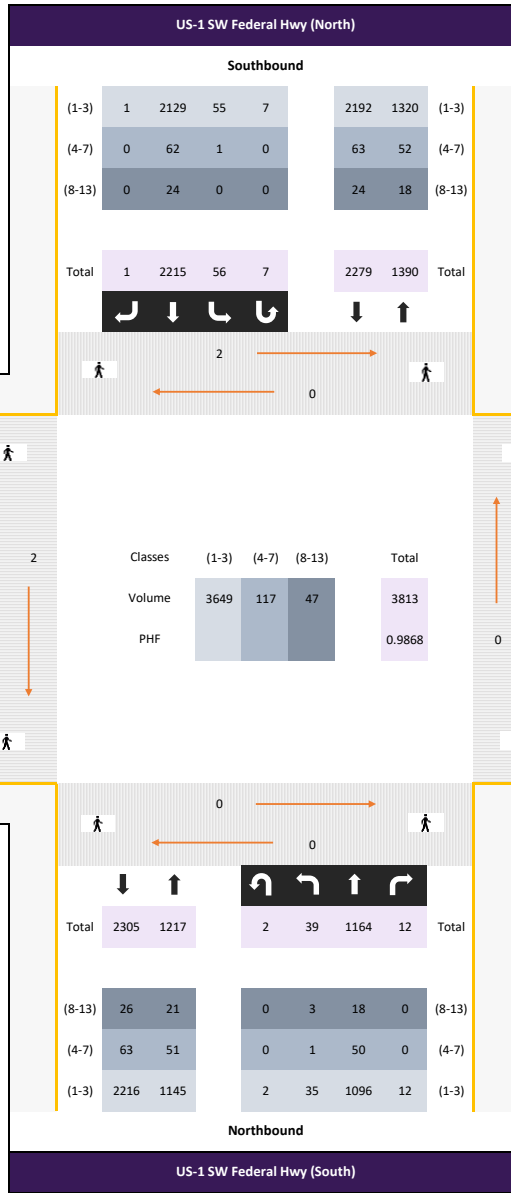 US-1 SW Federal Hwy (North)
Southbound
(1-3) 1 2129 55 7 2192 1320 (1-3)
(4-7) 0 62 1 0 63 52 (4-7)
(8-13) 0 24 0 0 24 18 (8-13)
Total 1 2215 56 7 2279 1390 Total
2
0
2
0
Classes (1-3) (4-7) (8-13) Total
Volume 3649 117 47 3813
PHF 0.9868
0
0
Total 2305 1217 2 39 1164 12 Total
(8-13) 26 21 0 3 18 0 (8-13)
(4-7) 63 51 0 1 50 0 (4-7)
(1-3) 2216 1145 2 35 1096 12 (1-3)
Northbound
US-1 SW Federal Hwy (South)